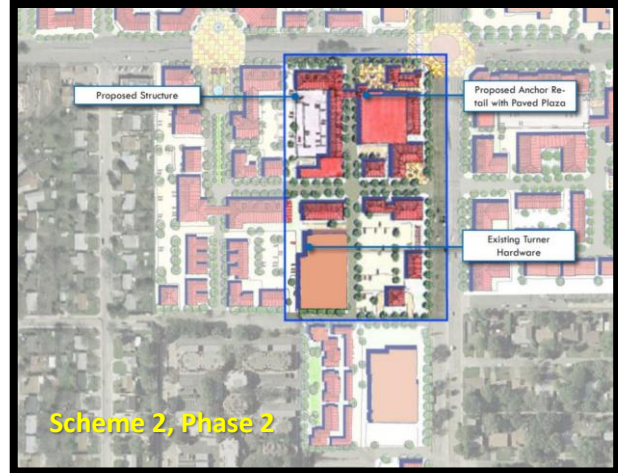 Proposed Structure
Proposed Anchor Re-
tail with Paved Plaza
Existing Turner
Hardware
Scheme 2, Phase 2